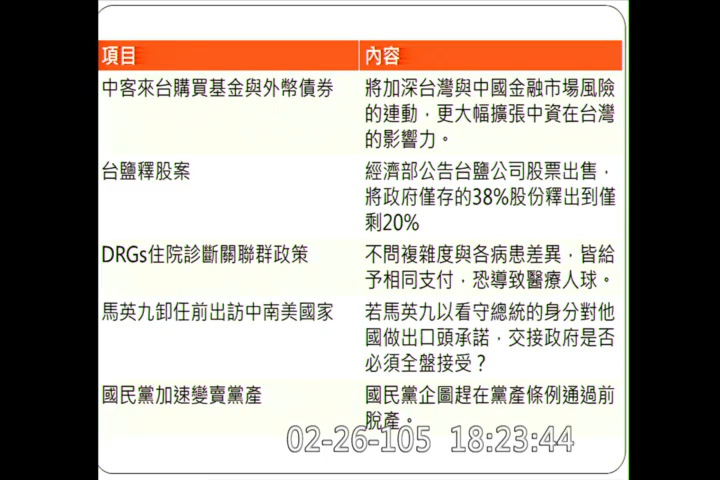 項目 內容
中客來台購買基金與外幣債券 將加深台灣與中國金融市場風險
的連動，更大幅擴張中資在台灣
的影響力。
台鹽釋股案 經濟部公告台鹽公司股票出售，
將政府僅存的38%股份釋出到僅
剩20%
DRGs住院診斷關聯群政策 不問複雜度與各病患差異，皆給
予相同支付，恐導致醫療人球。
馬英九卸任前出訪中南美國家 若馬英九以看守總統的身分對他
國做出口頭承諾，交接政府是否
必須全盤接受？
國民黨加速變賣黨產 國民黨企圖趕在黨產條例通過前
脫產。
02-26-105 18:23:44